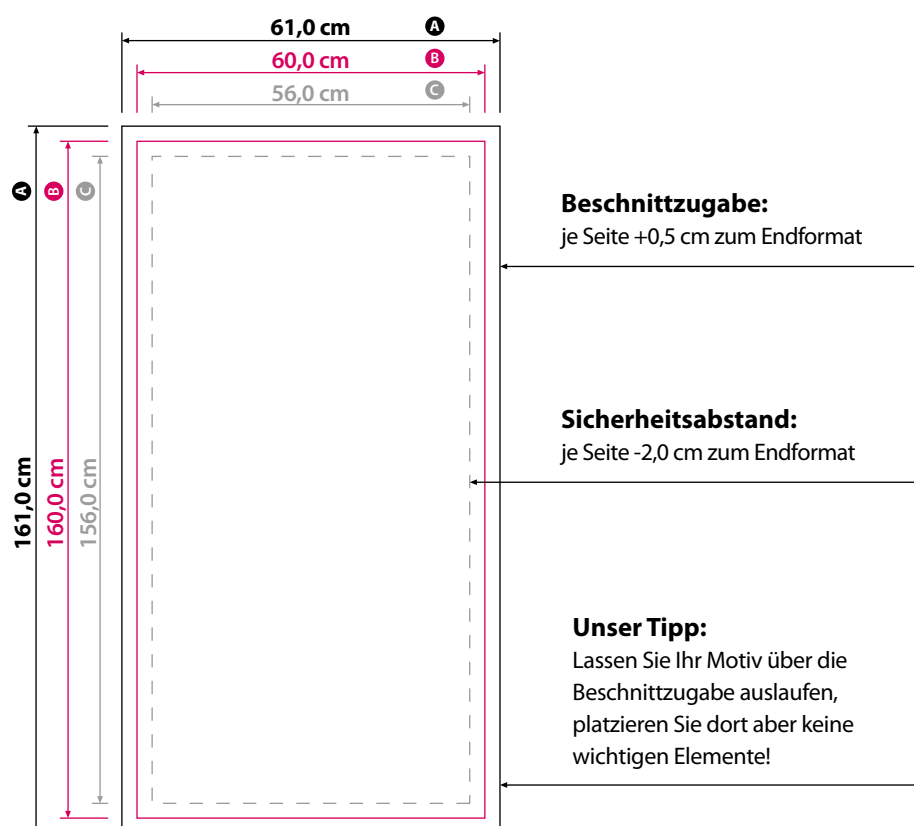 61,0 cm A
60,0 cm B
56,0 cm C
A
B
C
161,0 cm
160,0 cm
156,0 cm
Beschnittzugabe:
je Seite +0,5 cm zum Endformat
Sicherheitsabstand:
je Seite -2,0 cm zum Endformat
Unser Tipp:
Lassen Sie Ihr Motiv über die
Beschnittzugabe auslaufen,
platzieren Sie dort aber keine
wichtigen Elemente!